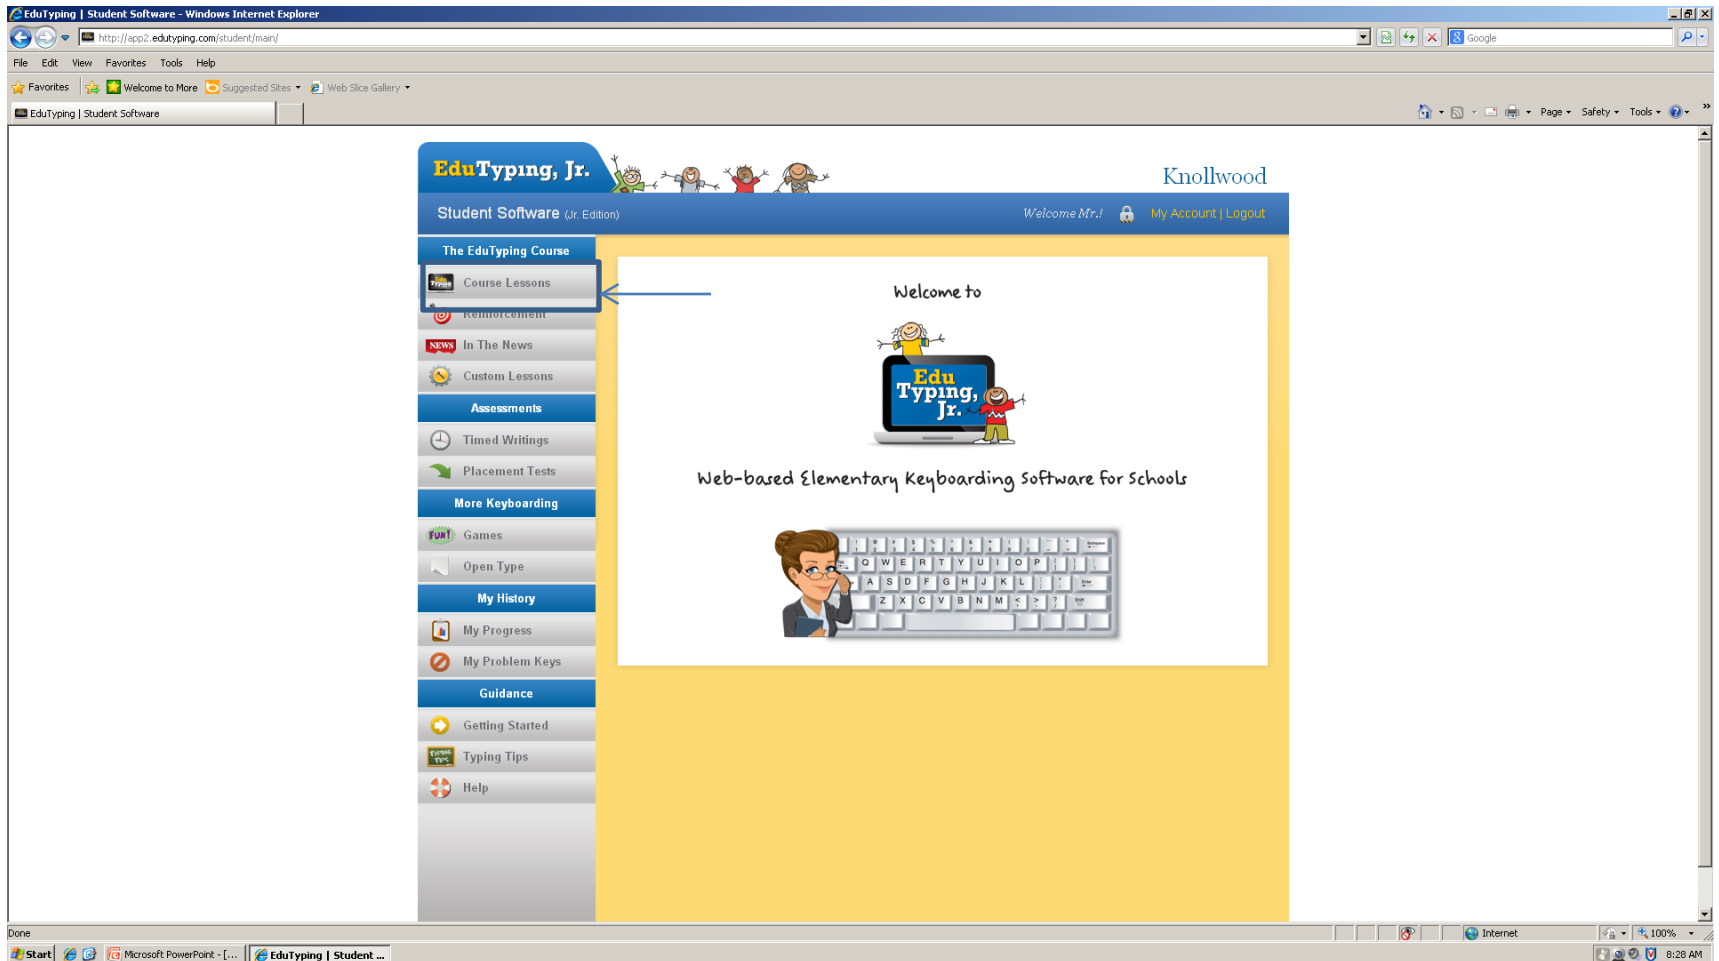 EduTyping | Student Software - Windows Internet Explorer
http://app2.edutyping.com/student/main/
Google
File Edit View Favorites Tools Help
Favorites Welcome to More Suggested Sites Web Slice Gallery
EduTyping | Student Software
Page Safety Tools
EduTyping, Jr.
Knollwood
Student Software (Jr. Edition)
Welcome Mr.! My Account | Logout
The EduTyping Course
Course Lessons
Reinforcement
NEWS In The News
Custom Lessons
Assessments
Timed Writings
Placement Tests
More Keyboarding
FUN! Games
Open Type
My History
My Progress
My Problem Keys
Guidance
Getting Started
TYPING TIPS Typing Tips
Help
Welcome to
Edu
Typing,
Jr.
Web-based Elementary Keyboarding Software for Schools
Q W E R T Y U I O P
A S D F G H J K L
Z X C V B N M
Done
Internet
100%
Start
Microsoft PowerPoint - [...
EduTyping | Student ...
8:28 AM